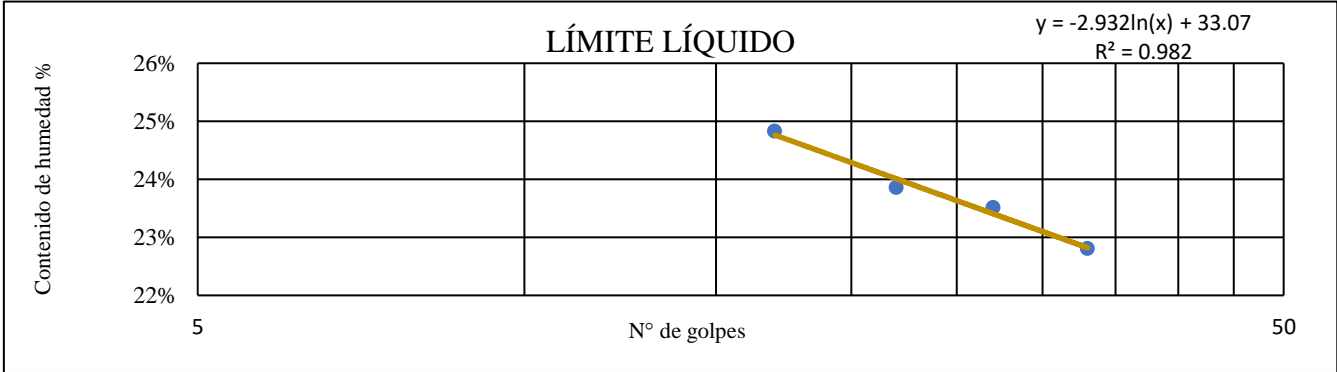 LÍMITE LÍQUIDO
y = -2.932ln(x) + 33.07
R² = 0.982
Contenido de humedad %
26%
25%
24%
23%
22%
5
50
N° de golpes